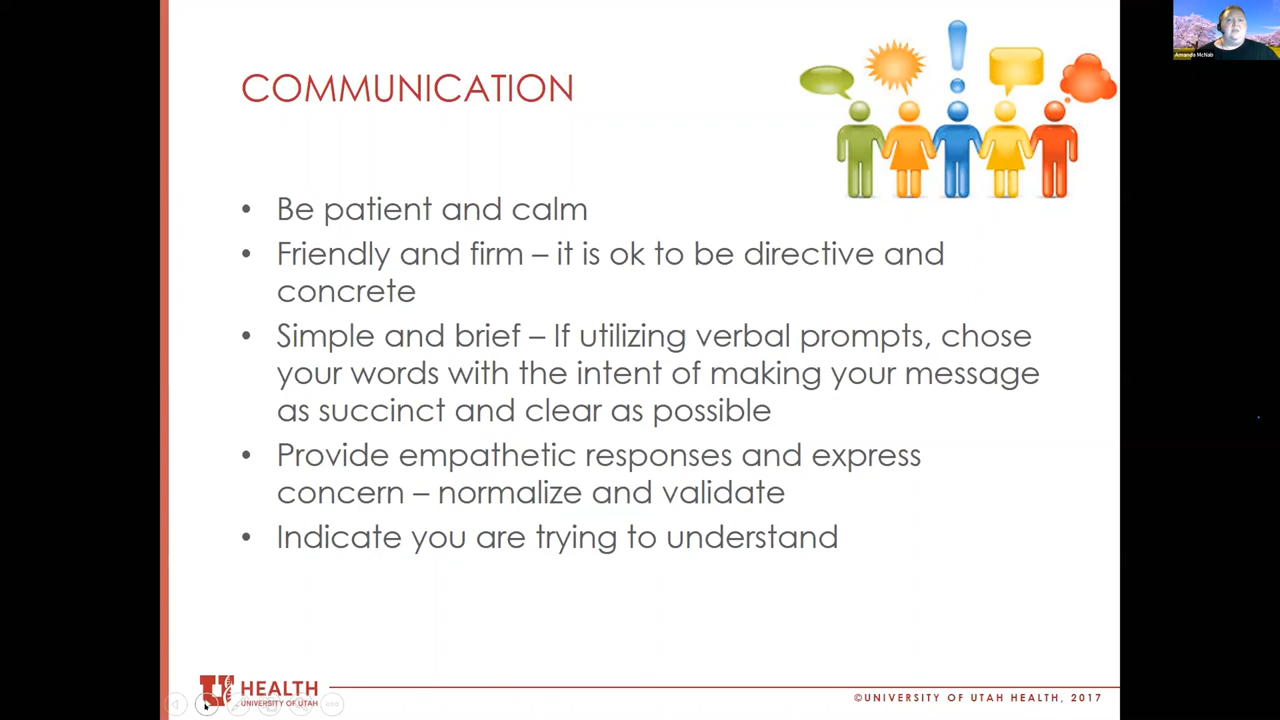 Amanda McNab
COMMUNICATION
• Be patient and calm
• Friendly and firm – it is ok to be directive and
concrete
• Simple and brief – If utilizing verbal prompts, chose
your words with the intent of making your message
as succinct and clear as possible
• Provide empathetic responses and express
concern – normalize and validate
• Indicate you are trying to understand
U HEALTH
UNIVERSITY OF UTAH
©UNIVERSITY OF UTAH HEALTH, 2017